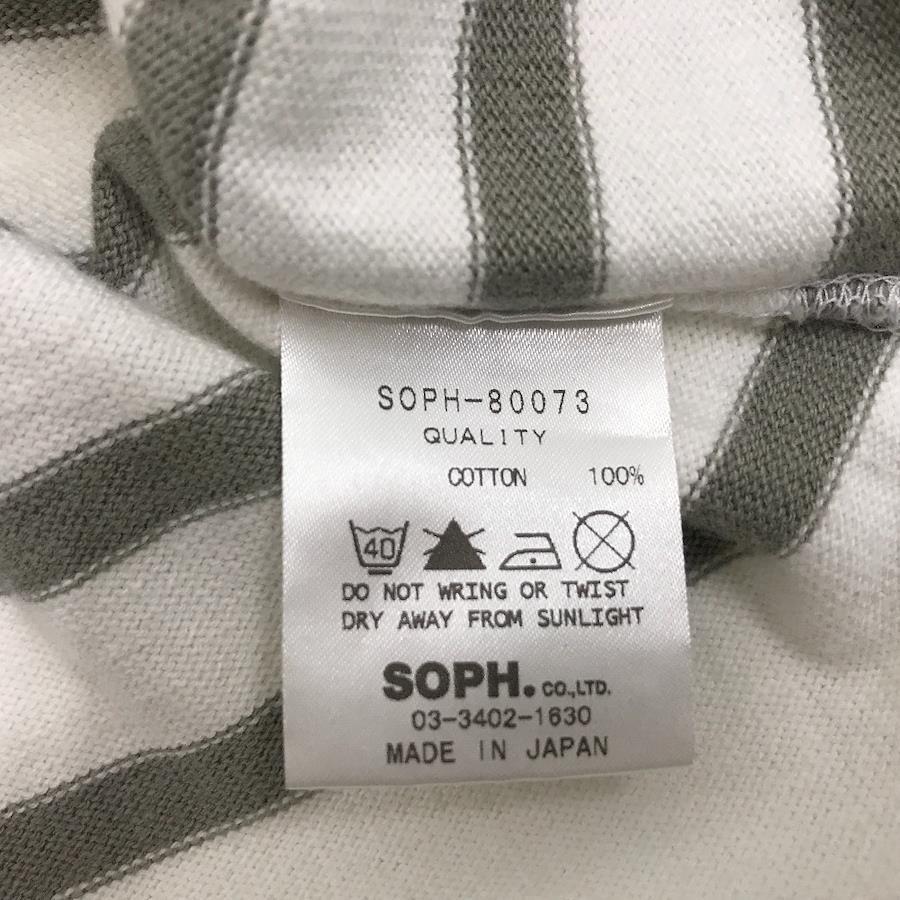 SOPH-80073
QUALITY
COTTON 100%
40
DO NOT WRING OR TWIST
DRY AWAY FROM SUNLIGHT
SOPH. CO.,LTD.
03-3402-1630
MADE IN JAPAN